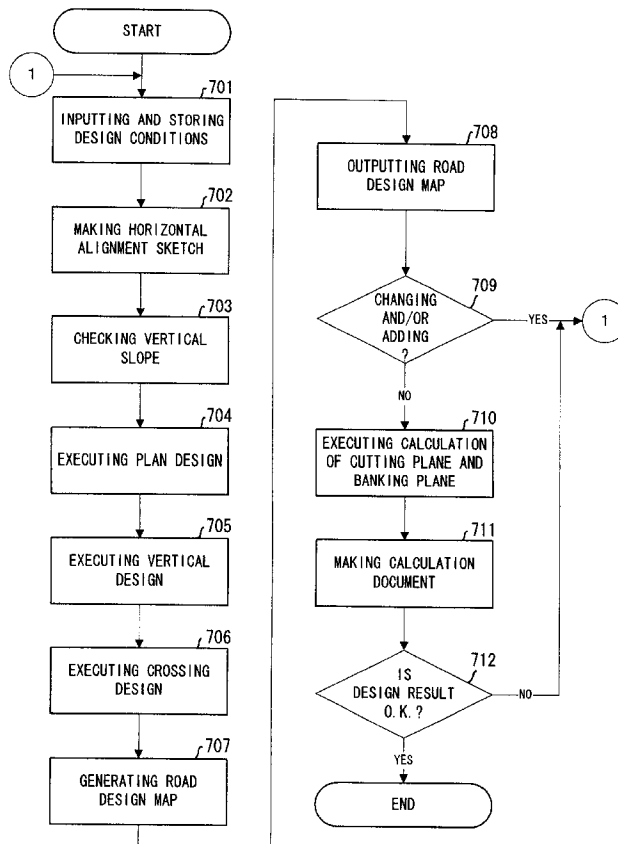 START
1
701
INPUTTING AND STORING
DESIGN CONDITIONS
702
MAKING HORIZONTAL
ALIGNMENT SKETCH
703
CHECKING VERTICAL
SLOPE
704
EXECUTING PLAN DESIGN
705
EXECUTING VERTICAL
DESIGN
706
EXECUTING CROSSING
DESIGN
707
GENERATING ROAD
DESIGN MAP
708
OUTPUTTING ROAD
DESIGN MAP
709
CHANGING
AND/OR
ADDING
?
YES
1
NO
710
EXECUTING CALCULATION
OF CUTTING PLANE AND
BANKING PLANE
711
MAKING CALCULATION
DOCUMENT
712
IS
DESIGN RESULT
O.K.?
NO
YES
END